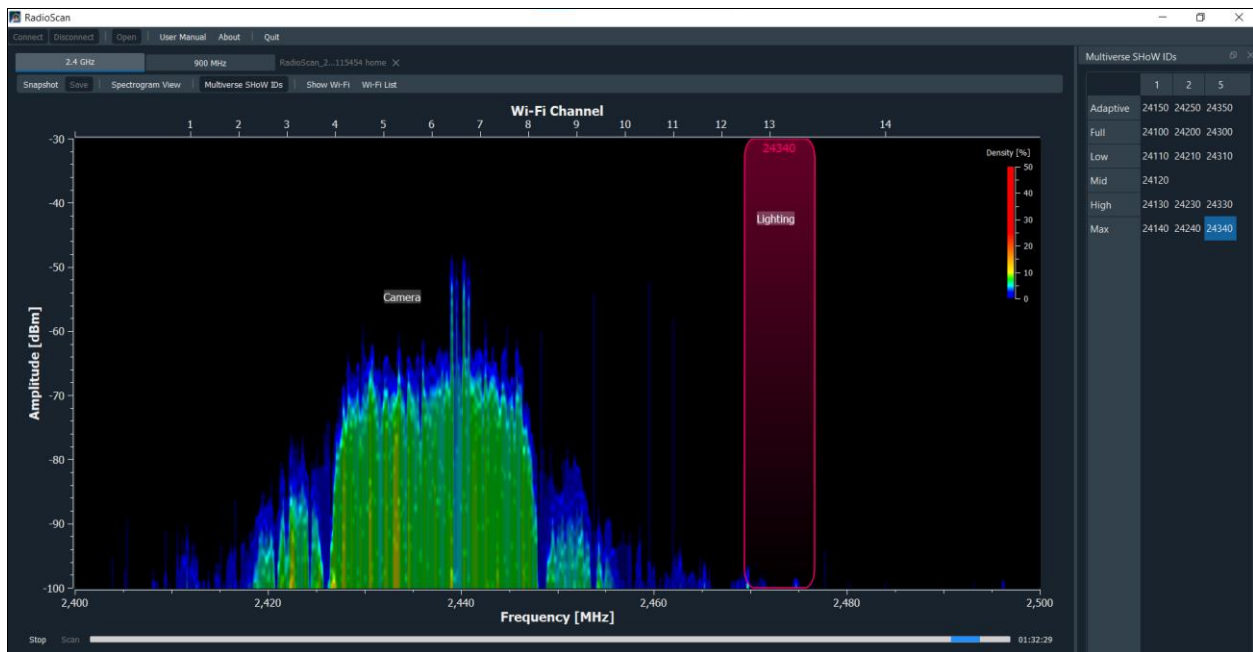 RadioScan
Connect Disconnect Open User Manual About Quit
2.4 GHz 900 MHz RadioScan_2...115454 home
Snapshot Save Spectrogram View Multiverse SHoW IDs Show Wi-Fi Wi-Fi List
Wi-Fi Channel
1 2 3 4 5 6 7 8 9 10 11 12 13 14
-30
-40
-50
-60
-70
-80
-90
-100
Amplitude [dBm]
24340
Lighting
Camera
Density [%]
50
40
30
20
10
0
2,400 2,420 2,440 2,460 2,480 2,500
Frequency [MHz]
Stop Scan 01:32:29
Multiverse SHoW IDs
1 2 5
Adaptive 24150 24250 24350
Full 24100 24200 24300
Low 24110 24210 24310
Mid 24120
High 24130 24230 24330
Max 24140 24240 24340